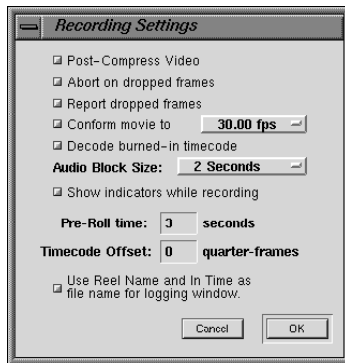 Recording Settings
Post-Compress Video
Abort on dropped frames
Report dropped frames
Conform movie to 30.00 fps
Decode burned-in timecode
Audio Block Size: 2 Seconds
Show indicators while recording
Pre-Roll time: 3 seconds
Timecode Offset: 0 quarter-frames
Use Reel Name and In Time as
file name for logging window.
Cancel OK